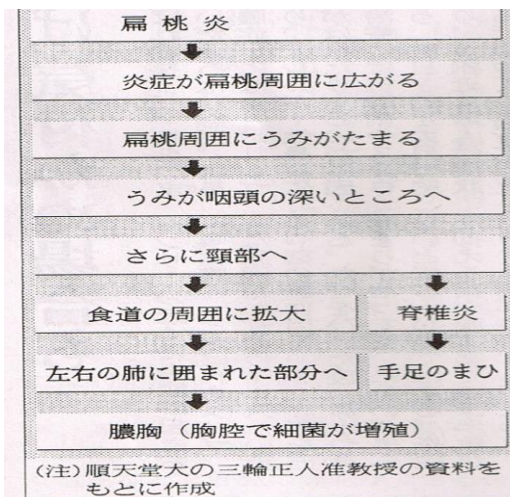 扁桃炎
炎症が扁桃周囲に広がる
扁桃周囲にうみがたまる
うみが咽頭の深いところへ
さらに頸部へ
食道の周囲に拡大
脊椎炎
左右の肺に囲まれた部分へ
手足のまひ
膿胸（胸腔で細菌が増殖）
（注）順天堂大の三輪正人准教授の資料を
もとに作成